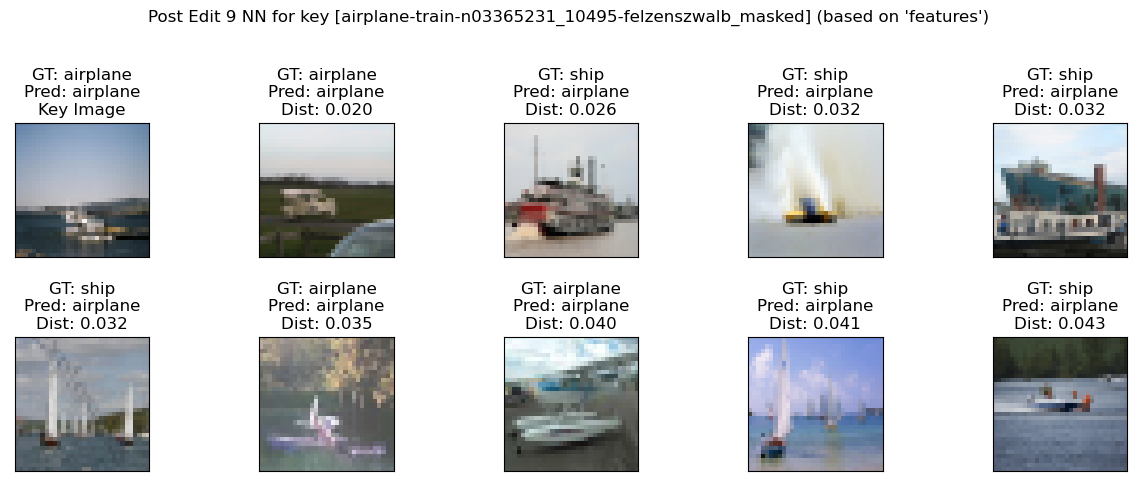 Post Edit 9 NN for key [airplane-train-n03365231_10495-felzenszwalb_masked] (based on 'features')
GT: airplane
Pred: airplane
Key Image
GT: airplane
Pred: airplane
Dist: 0.020
GT: ship
Pred: airplane
Dist: 0.026
GT: ship
Pred: airplane
Dist: 0.032
GT: ship
Pred: airplane
Dist: 0.032
GT: ship
Pred: airplane
Dist: 0.032
GT: airplane
Pred: airplane
Dist: 0.035
GT: airplane
Pred: airplane
Dist: 0.040
GT: ship
Pred: airplane
Dist: 0.041
GT: ship
Pred: airplane
Dist: 0.043